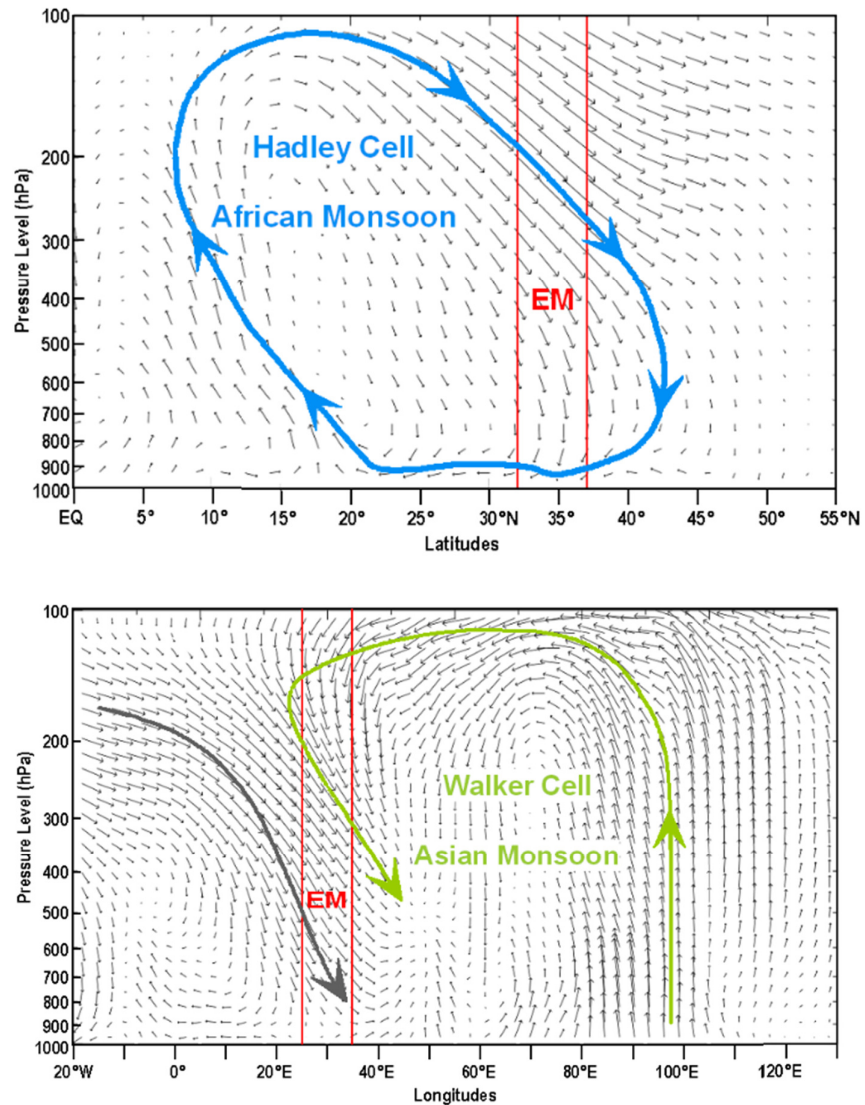 100
200
300
400
500
600
700
800
900
1000
Pressure Level (hPa)
Hadley Cell
African Monsoon
EM
EQ 5° 10° 15° 20° 25° 30°N 35° 40° 45° 50° 55°N
Latitudes
100
200
300
400
500
600
700
800
900
1000
Pressure Level (hPa)
Walker Cell
Asian Monsoon
EM
20°W 0° 20°E 40°E 60°E 80°E 100°E 120°E
Longitudes